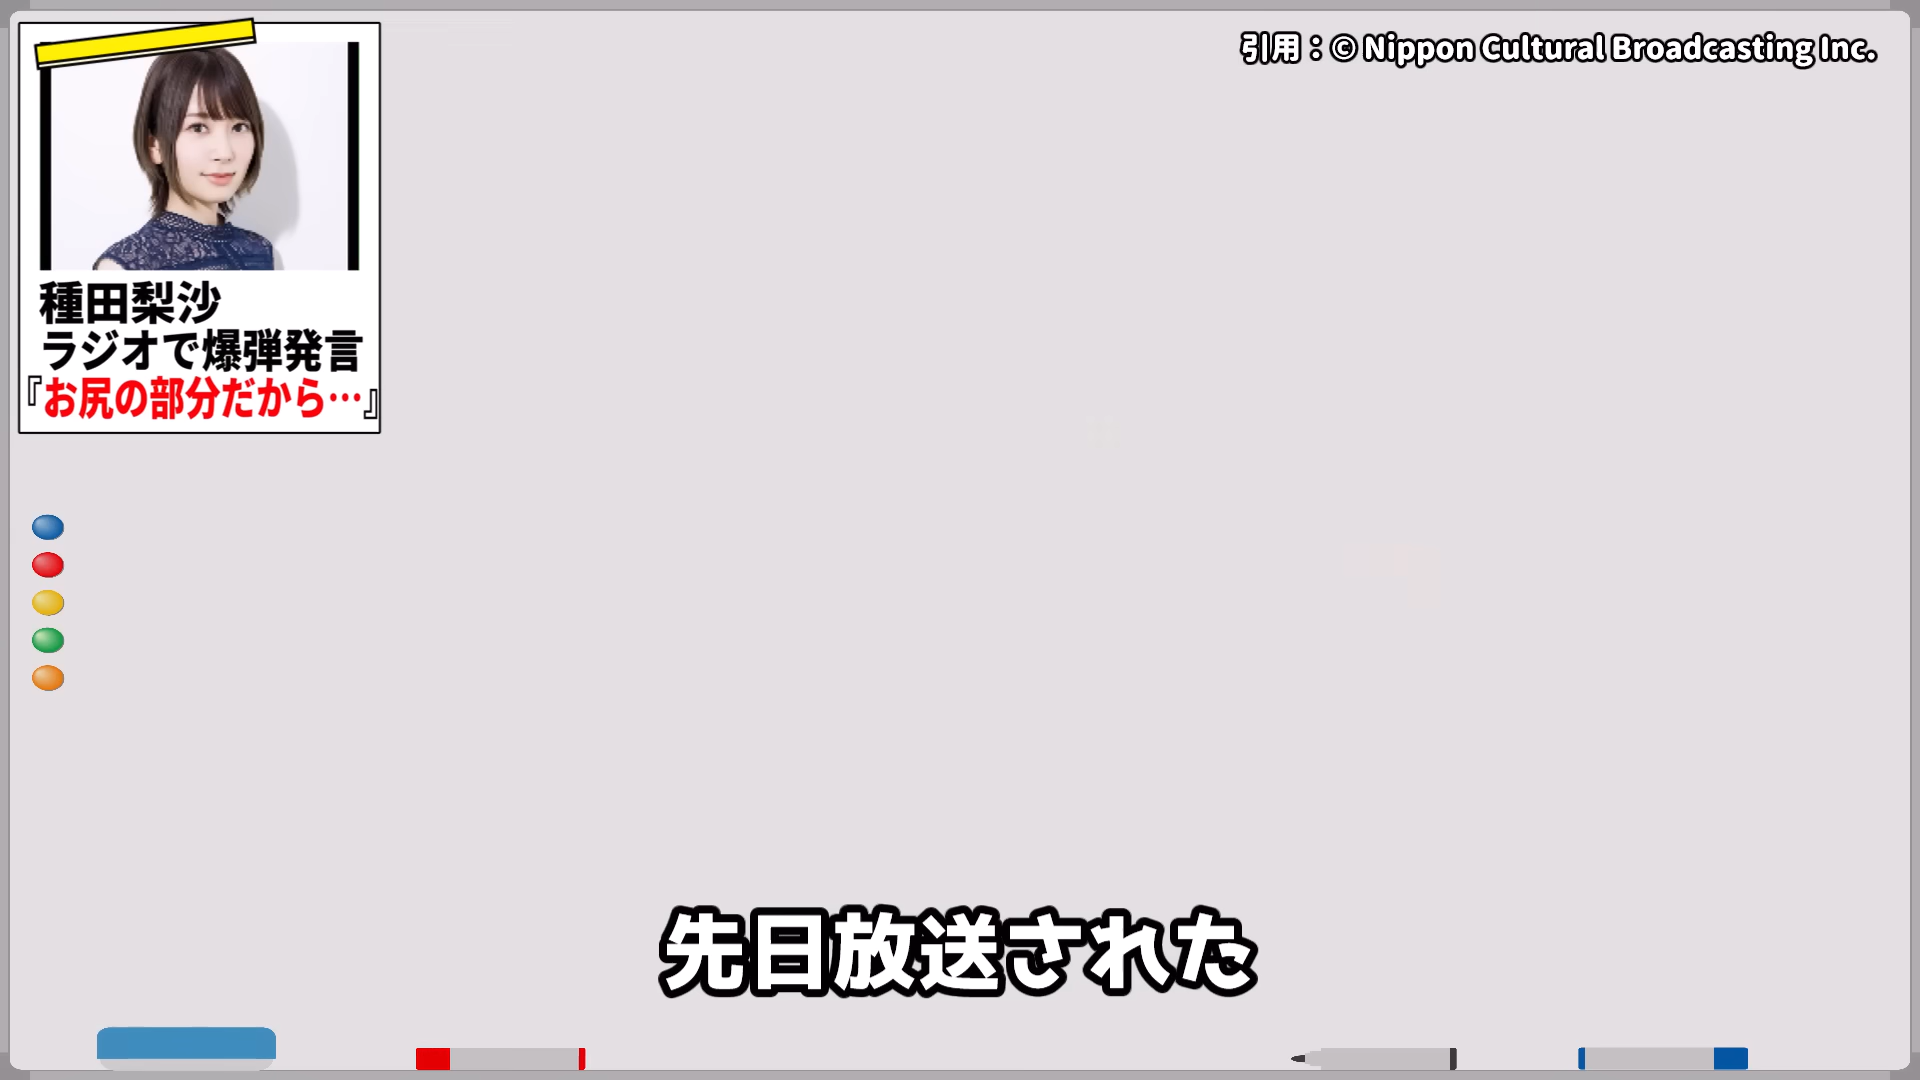 引用：© Nippon Cultural Broadcasting Inc.
種田梨沙
ラジオで爆弾発言
『お尻の部分だから…』
先日放送された